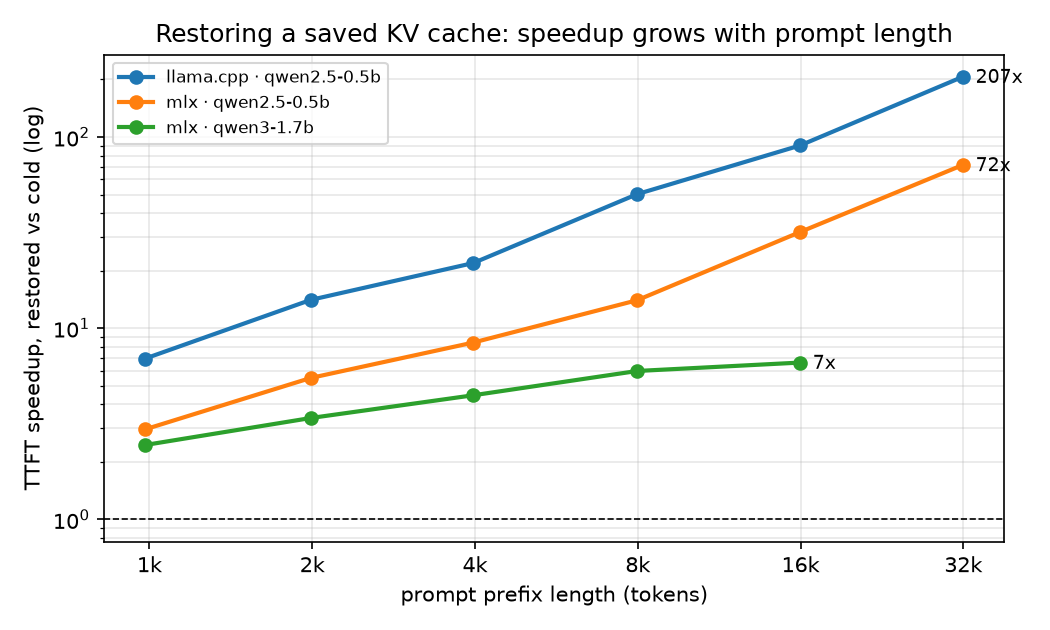 Restoring a saved KV cache: speedup grows with prompt length
llama.cpp · qwen2.5-0.5b
mlx · qwen2.5-0.5b
mlx · qwen3-1.7b
TTFT speedup, restored vs cold (log)
10²
10¹
10⁰
207x
72x
7x
1k 2k 4k 8k 16k 32k
prompt prefix length (tokens)